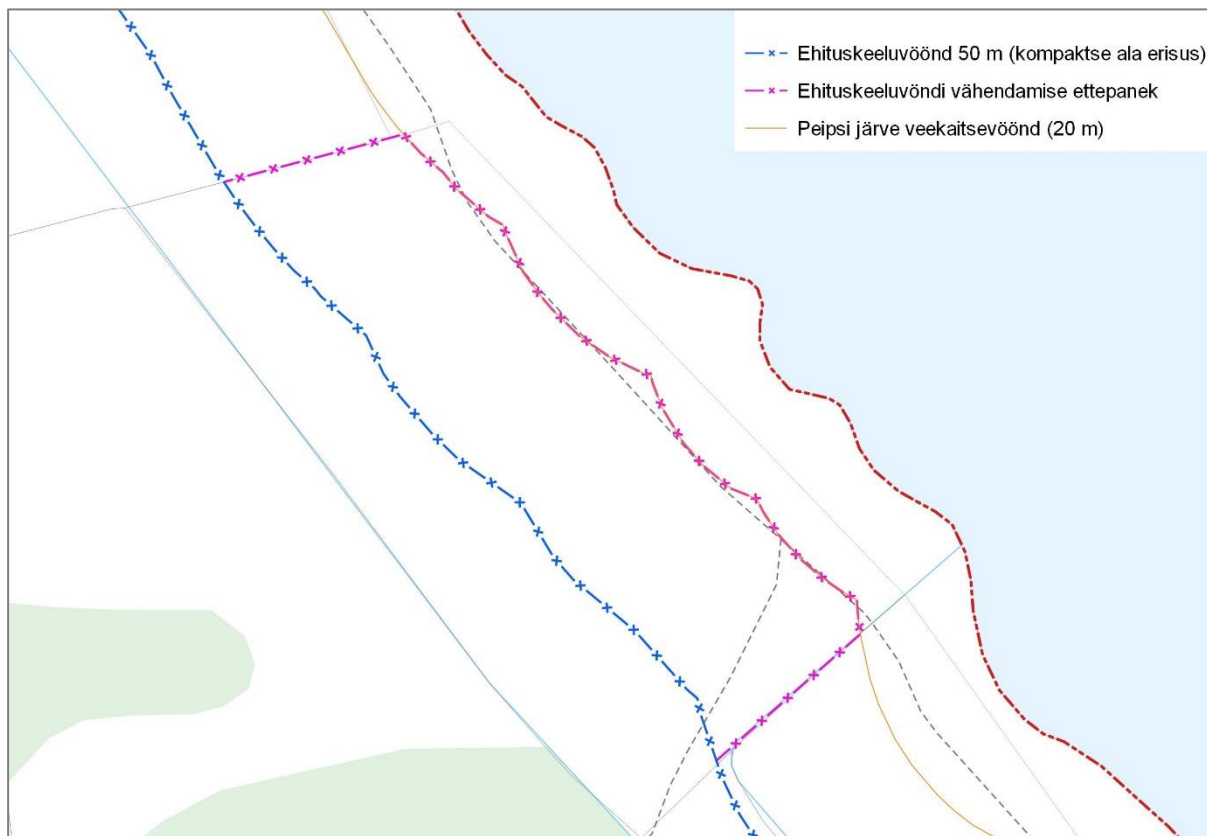 Ehituskeeluvöönd 50 m (kompaktse ala erisus)
Ehituskeeluvöndi vähendamise ettepanek
Peipsi järve veekaitsevöönd (20 m)